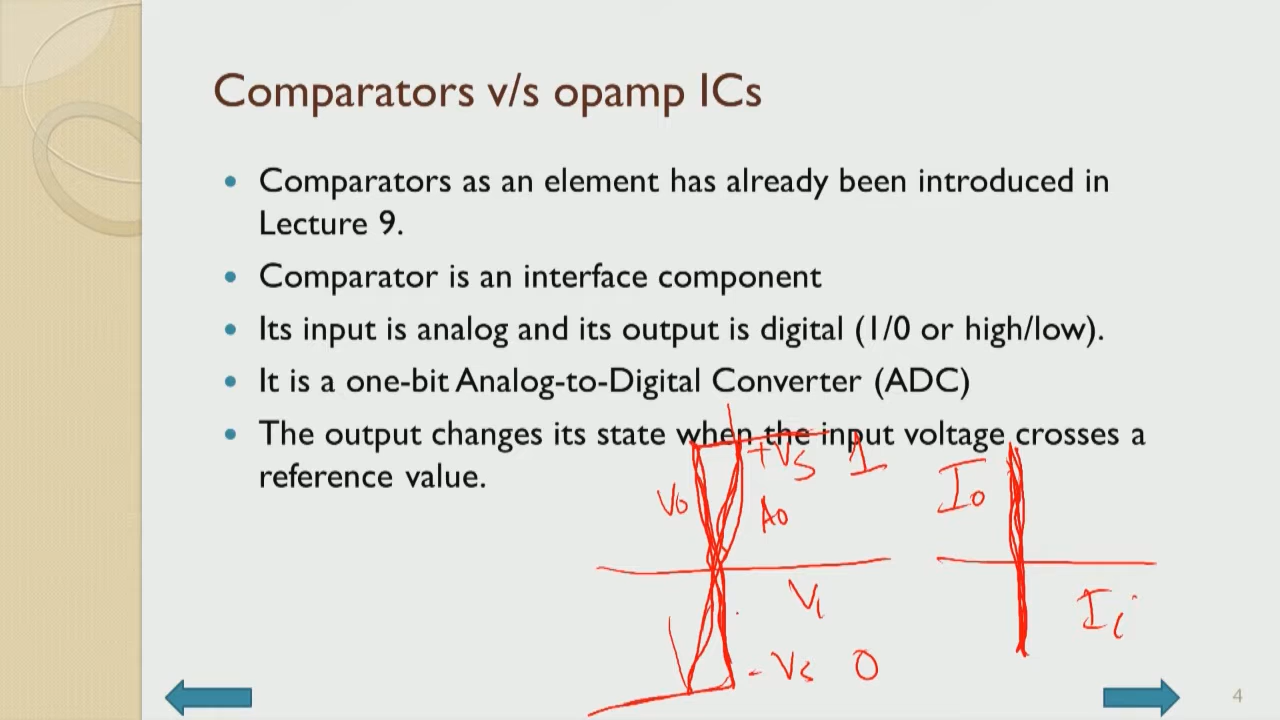 Comparators v/s opamp ICs
• Comparators as an element has already been introduced in
Lecture 9.
• Comparator is an interface component
• Its input is analog and its output is digital (1/0 or high/low).
• It is a one-bit Analog-to-Digital Converter (ADC)
• The output changes its state when the input voltage crosses a
reference value.
+Vs 1
Vo
Ao
Io
Vi
Ii
- Vs 0
4